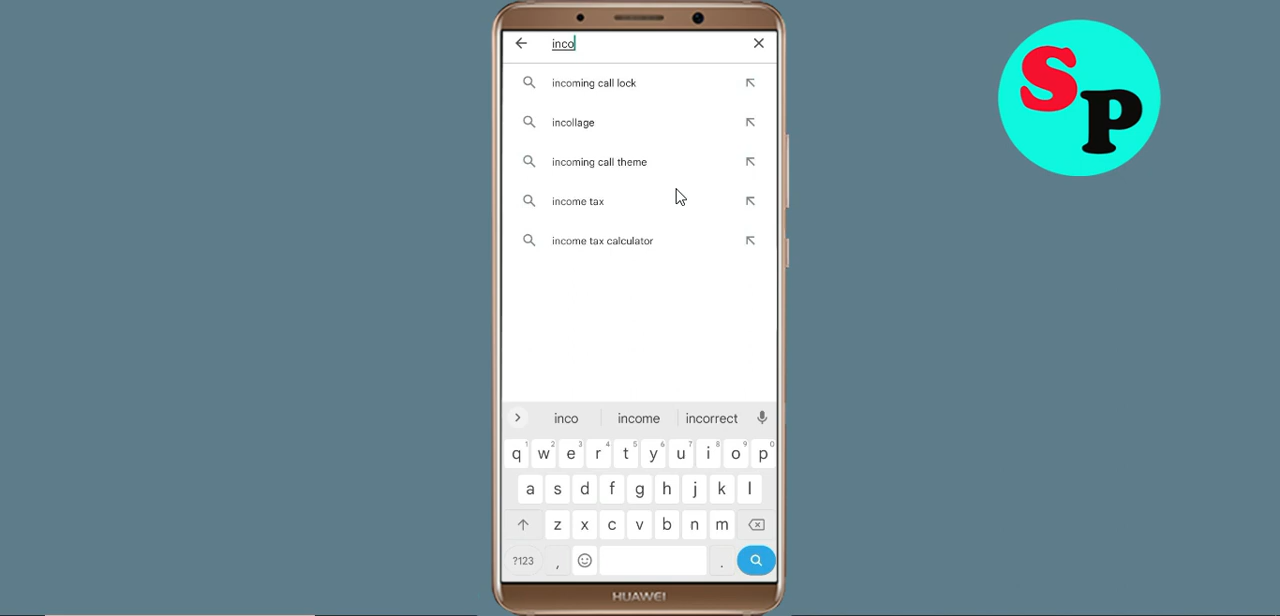 inco
incoming call lock
incollage
incoming call theme
income tax
income tax calculator
inco income incorrect
1 2 3 4 5 6 7 8 9 0
q w e r t y u i o p
a s d f g h j k l
z x c v b n m
?123 , .
HUAWEI
SP